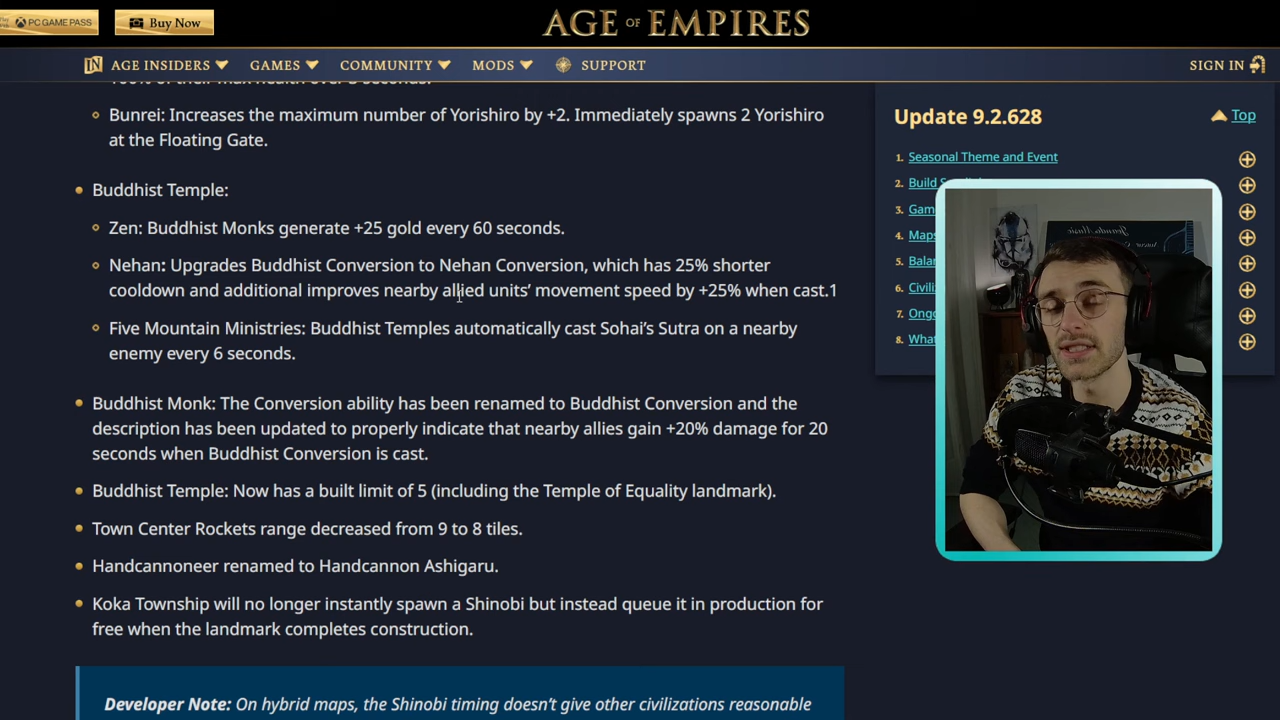 PC GAME PASS
Buy Now
AGE OF EMPIRES
AGE INSIDERS
GAMES
COMMUNITY
MODS
SUPPORT
SIGN IN
Bunrei: Increases the maximum number of Yorishiro by +2. Immediately spawns 2 Yorishiro
at the Floating Gate.
Buddhist Temple:
Zen: Buddhist Monks generate +25 gold every 60 seconds.
Nehan: Upgrades Buddhist Conversion to Nehan Conversion, which has 25% shorter
cooldown and additional improves nearby allied units’ movement speed by +25% when cast.1
Five Mountain Ministries: Buddhist Temples automatically cast Sohai’s Sutra on a nearby
enemy every 6 seconds.
Buddhist Monk: The Conversion ability has been renamed to Buddhist Conversion and the
description has been updated to properly indicate that nearby allies gain +20% damage for 20
seconds when Buddhist Conversion is cast.
Buddhist Temple: Now has a built limit of 5 (including the Temple of Equality landmark).
Town Center Rockets range decreased from 9 to 8 tiles.
Handcannoneer renamed to Handcannon Ashigaru.
Koka Township will no longer instantly spawn a Shinobi but instead queue it in production for
free when the landmark completes construction.
Developer Note: On hybrid maps, the Shinobi timing doesn’t give other civilizations reasonable
Update 9.2.628
Top
1. Seasonal Theme and Event
2. Build
3. Gam
4. Maps
5. Bala
6. Civili
7. Ongo
8. What